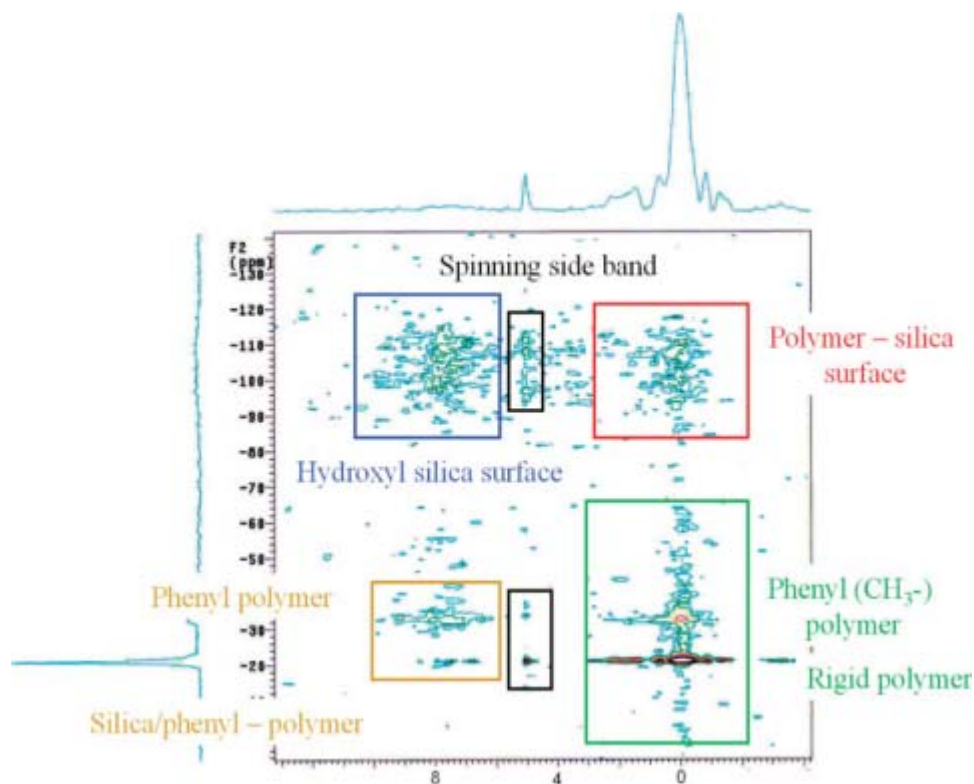 F2
(ppm)
Spinning side band
-130
-120
-110
Polymer – silica
surface
-100
-90
-80
Hydroxyl silica surface
-70
-60
-50
Phenyl polymer
Phenyl (CH₃-)
polymer
-30
-20
Rigid polymer
Silica/phenyl – polymer
8 4 0